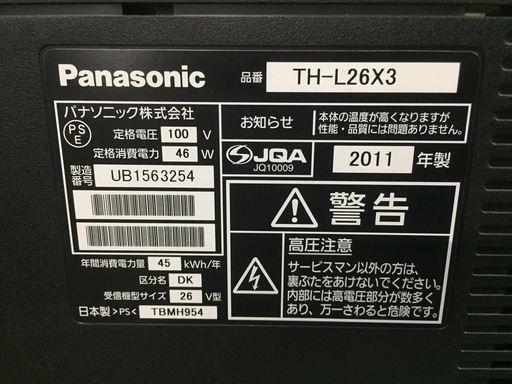 Panasonic
品番 TH-L26X3
パナソニック株式会社
PS E
定格電圧 100 V
定格消費電力 46 W
製造番号 UB1563254
お知らせ
本体の温度が高くなりますが
性能・品質には問題ありません。
JQA
JQ10009
2011 年製
警告
高圧注意
サービスマン以外の方は、
裏ぶたをあけないでください。
内部には高電圧部分が数多く
あり、万一さわると危険です。
年間消費電力量 45 kWh/年
区分名 DK
受信機型サイズ 26 V型
日本製 >PS< TBMH954